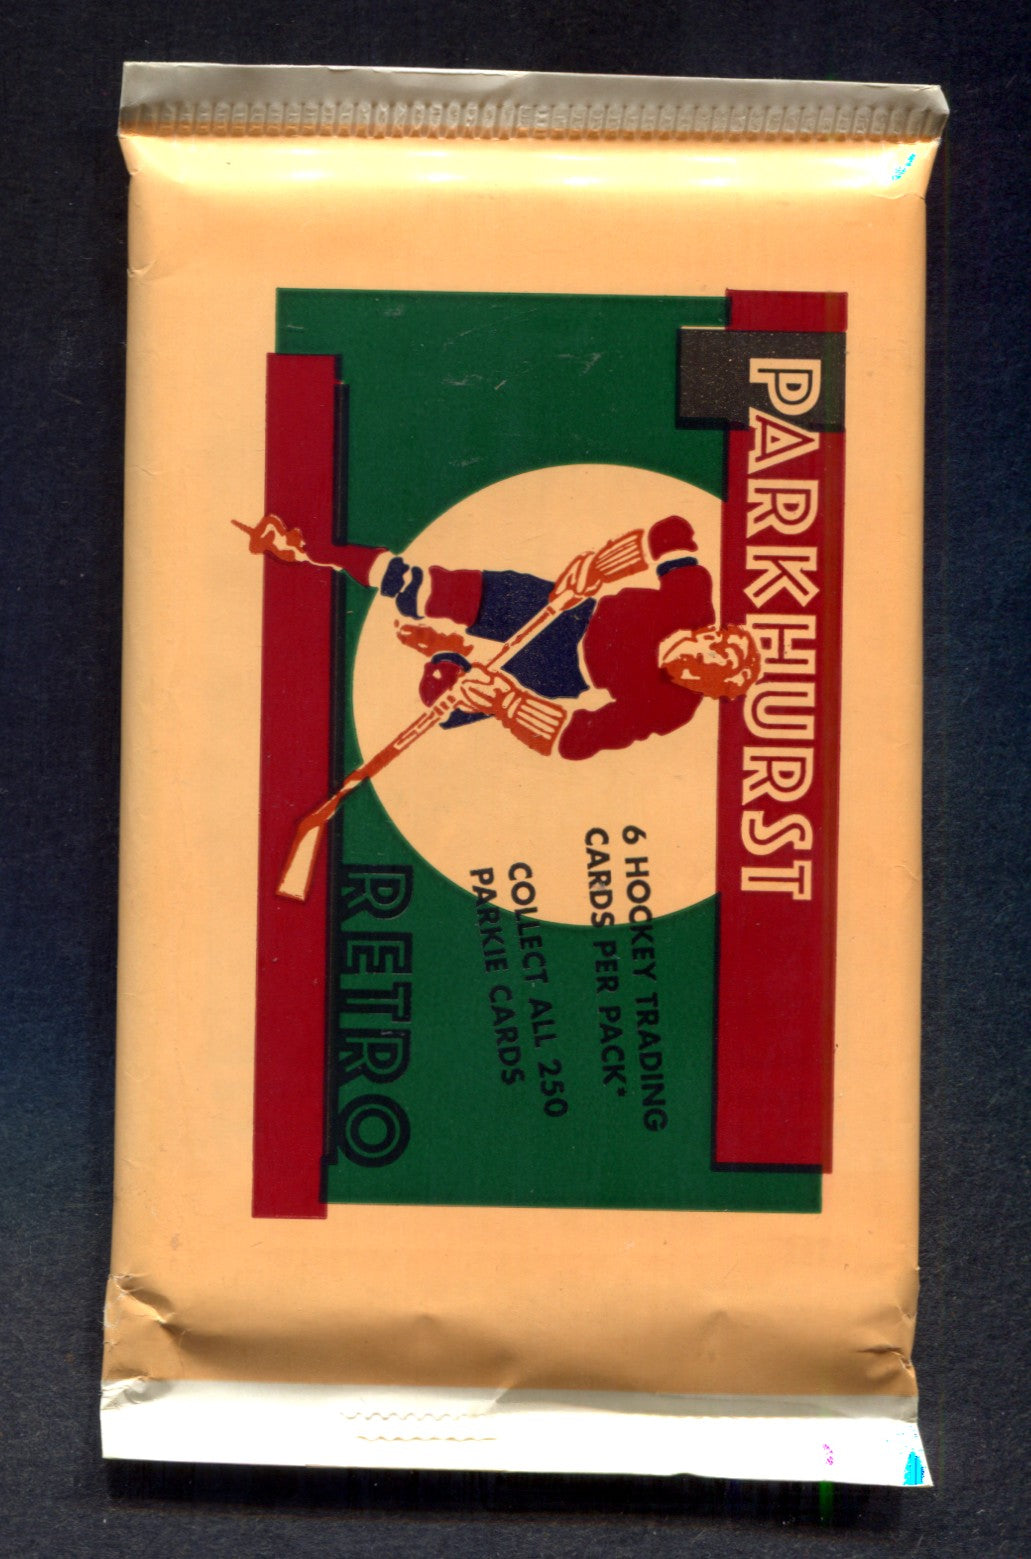 PARKHURST
6 HOCKEY TRADING
CARDS PER PACK*
COLLECT ALL 250
PARKIE CARDS
RETRO